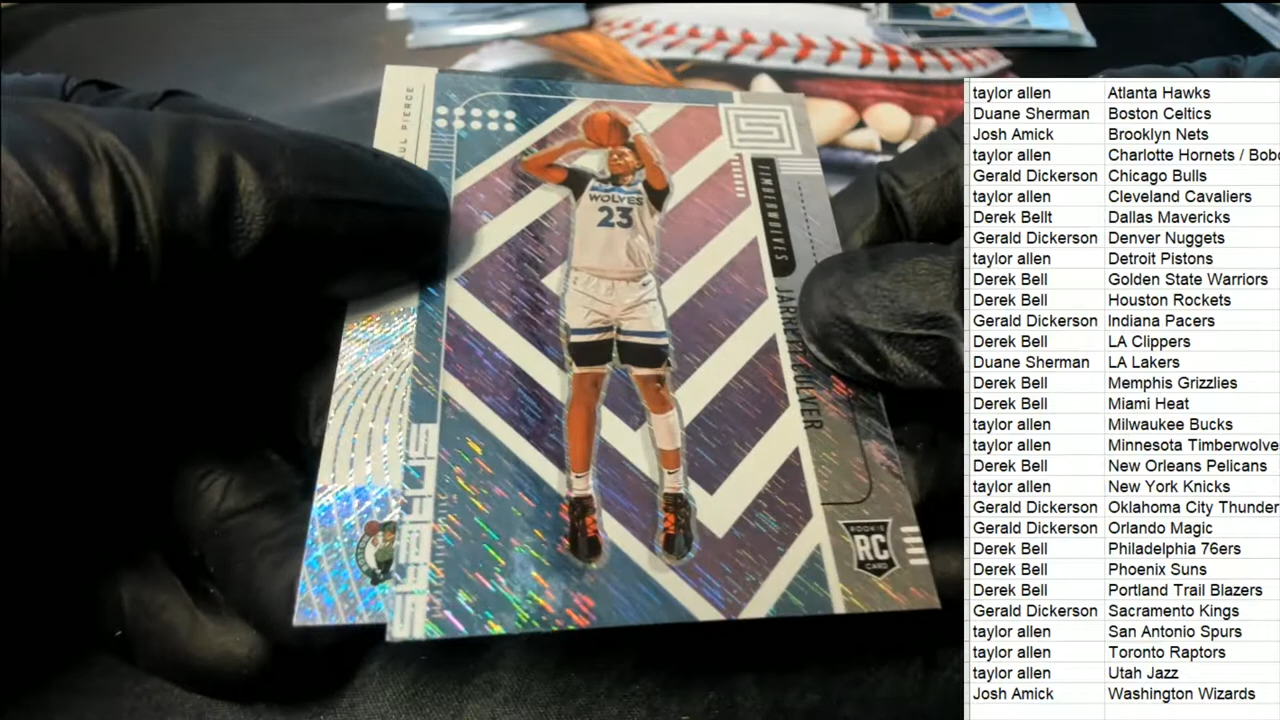 UL PIERCE
WOLVES
23
TIMBERWOLVES
JARRETT CULVER
STATUS
ROOKIE
RC
CARD
taylor allen Atlanta Hawks
Duane Sherman Boston Celtics
Josh Amick Brooklyn Nets
taylor allen Charlotte Hornets / Bobc
Gerald Dickerson Chicago Bulls
taylor allen Cleveland Cavaliers
Derek Bellt Dallas Mavericks
Gerald Dickerson Denver Nuggets
taylor allen Detroit Pistons
Derek Bell Golden State Warriors
Derek Bell Houston Rockets
Gerald Dickerson Indiana Pacers
Derek Bell LA Clippers
Duane Sherman LA Lakers
Derek Bell Memphis Grizzlies
Derek Bell Miami Heat
taylor allen Milwaukee Bucks
taylor allen Minnesota Timberwolve
Derek Bell New Orleans Pelicans
taylor allen New York Knicks
Gerald Dickerson Oklahoma City Thunder
Gerald Dickerson Orlando Magic
Derek Bell Philadelphia 76ers
Derek Bell Phoenix Suns
Derek Bell Portland Trail Blazers
Gerald Dickerson Sacramento Kings
taylor allen San Antonio Spurs
taylor allen Toronto Raptors
taylor allen Utah Jazz
Josh Amick Washington Wizards